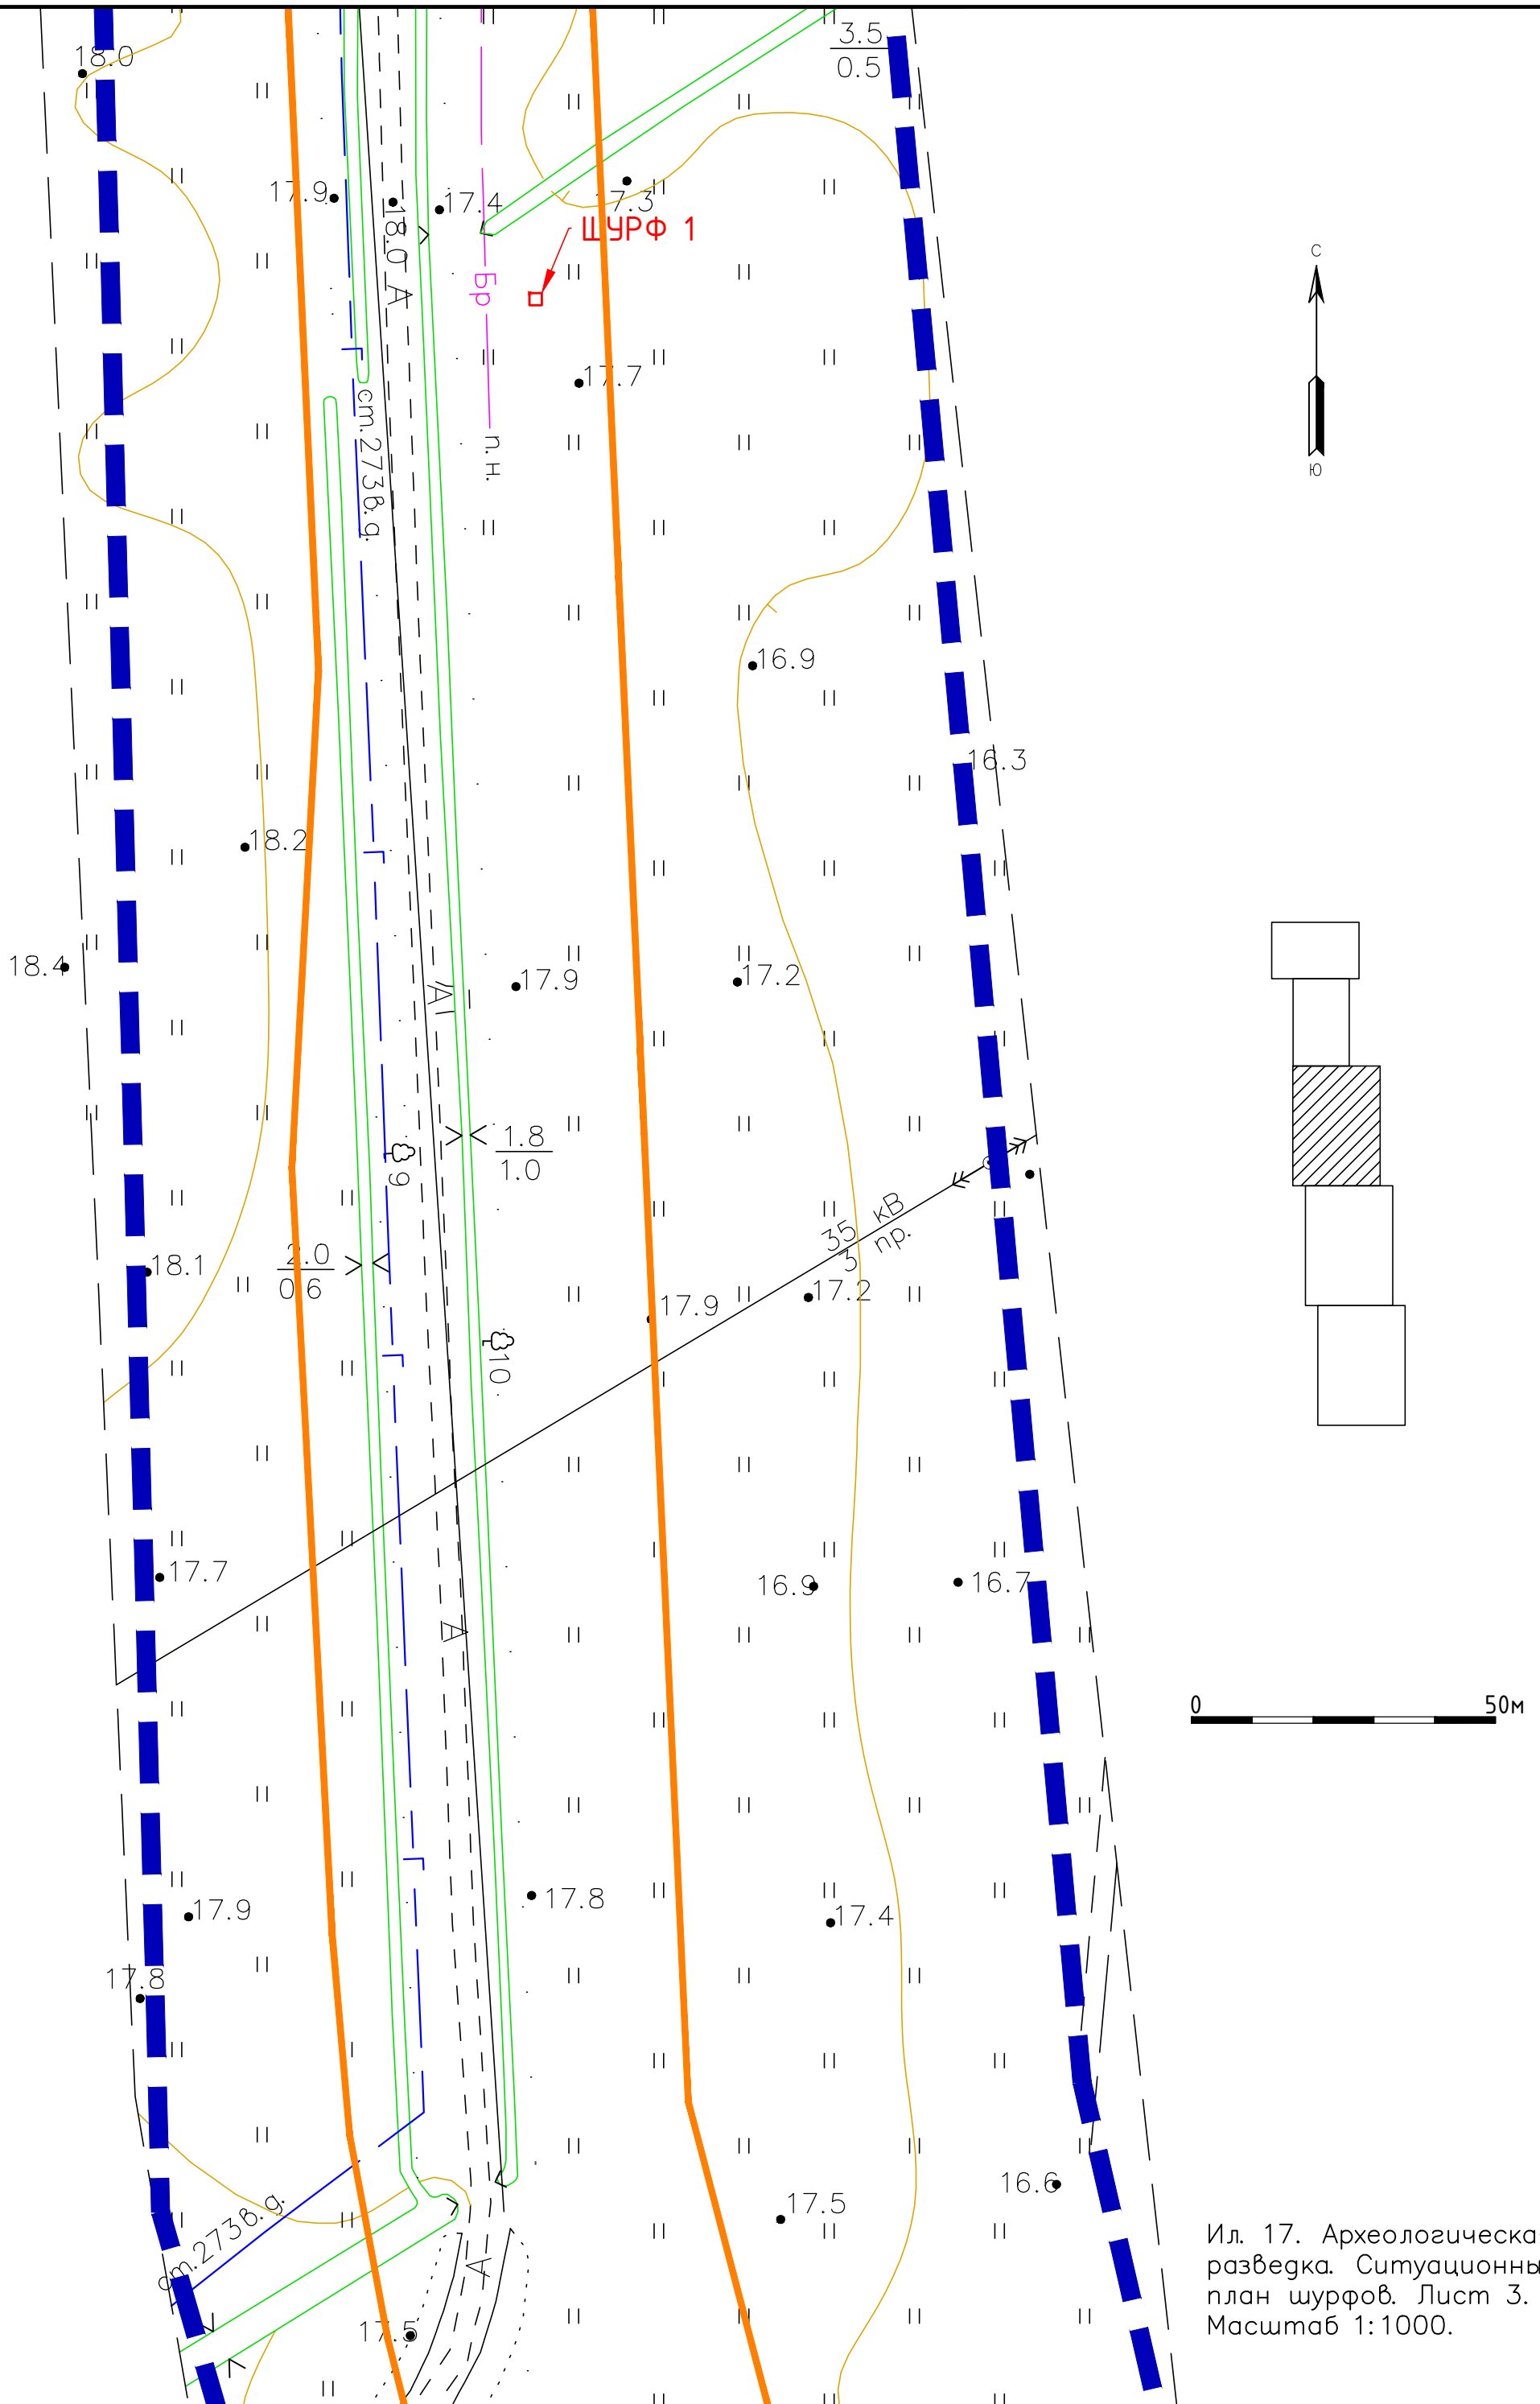 18.0
3.5
0.5
17.9
18.0
А
17.4
17.3
ШУРФ 1
Бр
17.7
ст.273в.д.
п.н.
С
Ю
16.9
16.3
18.2
18.4
17.9
17.2
А
1.8
1.0
9
35 кВ
3 пр.
2.0
0.6
18.1
17.2
17.9
10
17.7
16.9
16.7
А
0
50м
17.8
17.9
17.4
17.8
16.6
17.5
ст.273в.д.
А
17.5
Ил. 17. Археологическа
разведка. Ситуационны
план шурфов. Лист 3.
Масштаб 1:1000.